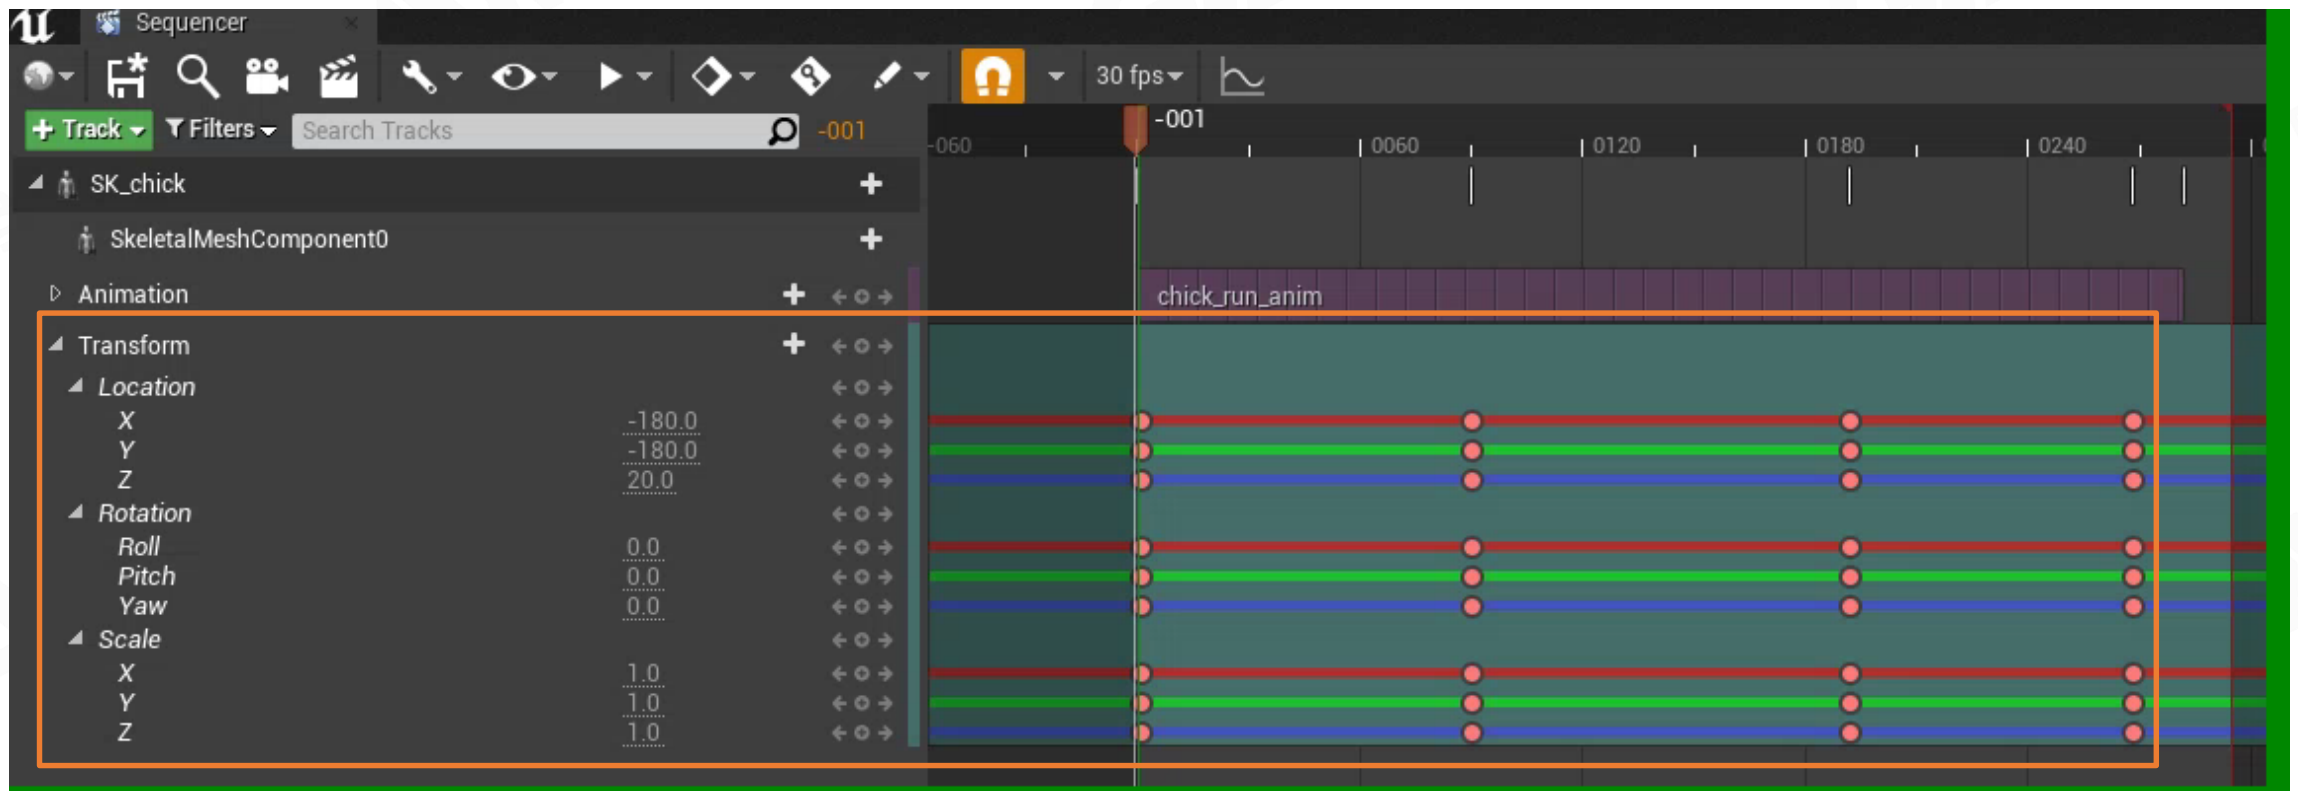 Sequencer
30 fps
+ Track Filters Search Tracks -001
-001
-060 0060 0120 0180 0240
SK_chick
SkeletalMeshComponent0
Animation
chick_run_anim
Transform
Location
X -180.0
Y -180.0
Z 20.0
Rotation
Roll 0.0
Pitch 0.0
Yaw 0.0
Scale
X 1.0
Y 1.0
Z 1.0